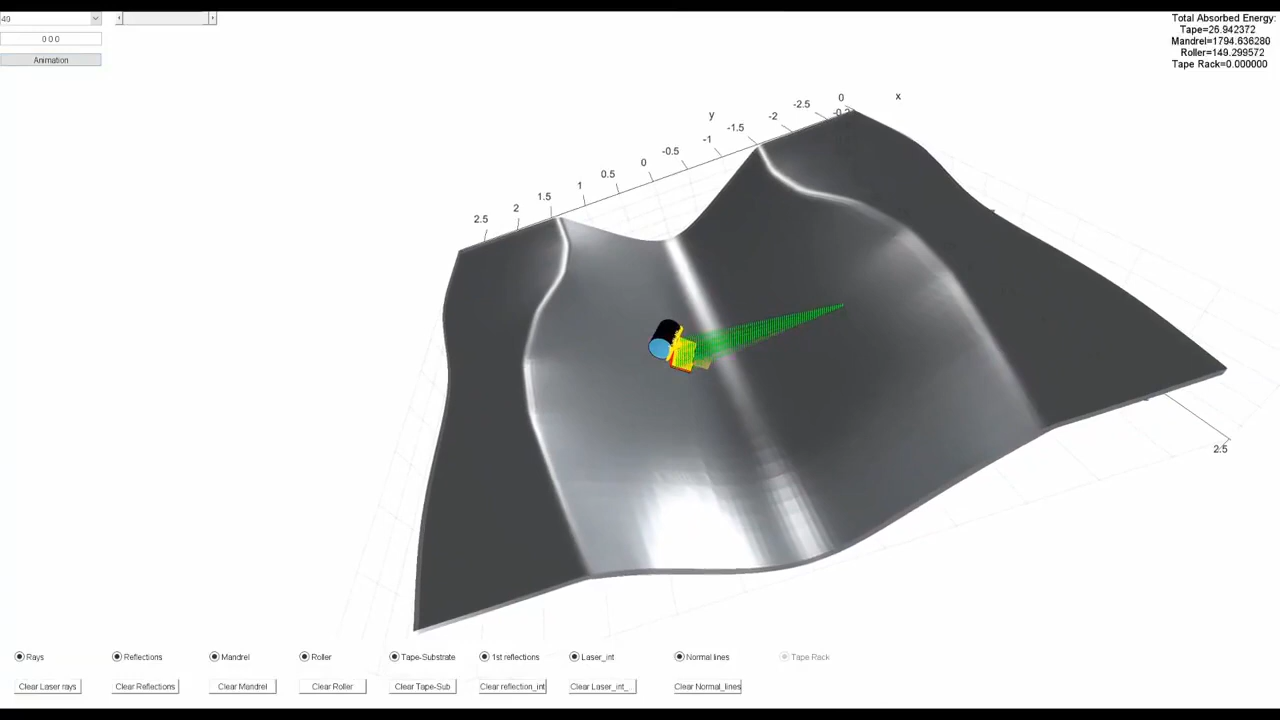 40
0 0 0
Animation
Total Absorbed Energy:
Tape=26.942372
Mandrel=1794.636280
Roller=149.299572
Tape Rack=0.000000
x
0
-2.5
-2
-1.5
y
-1
-0.5
0
0.5
1
1.5
2
2.5
2.5
Rays
Reflections
Mandrel
Roller
Tape-Substrate
1st reflections
Laser_int
Normal lines
Tape Rack
Clear Laser rays
Clear Reflections
Clear Mandrel
Clear Roller
Clear Tape-Sub
Clear reflection_int
Clear Laser_int_
Clear Normal_lines